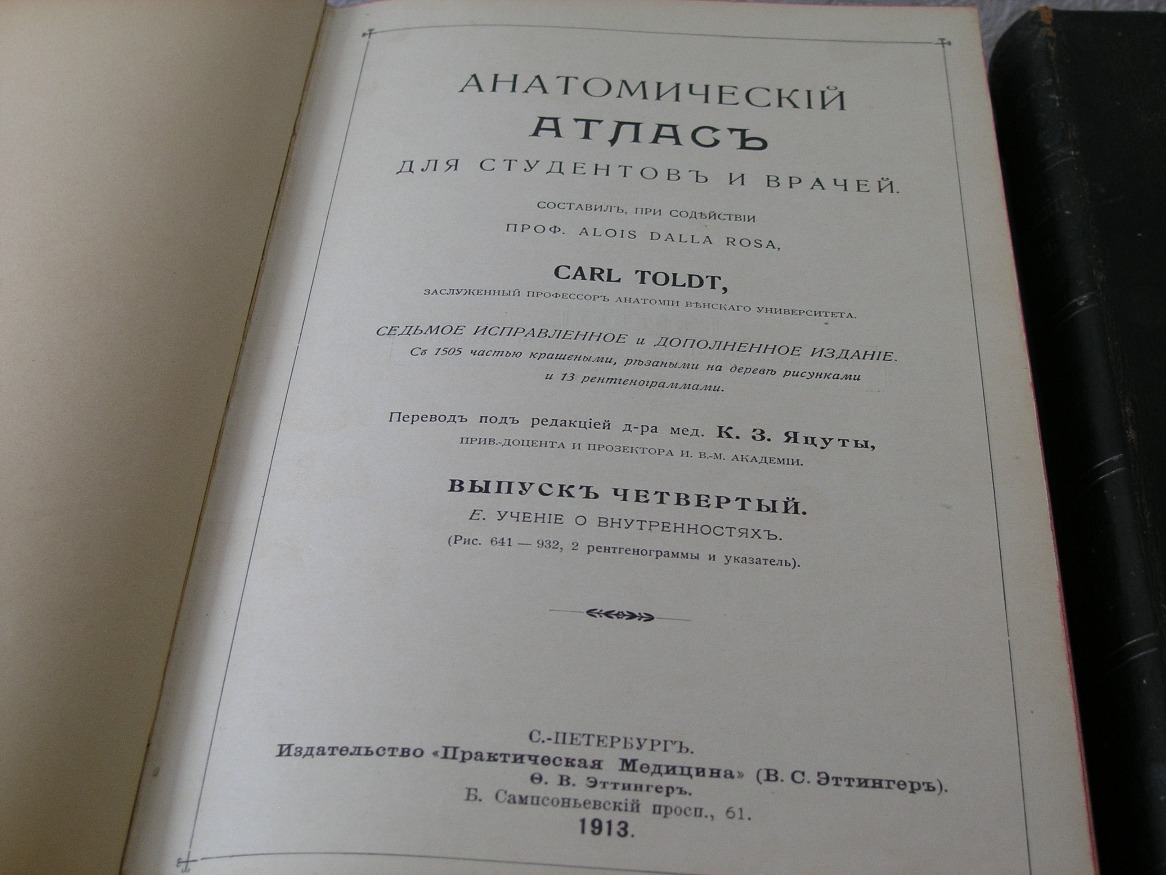 АНАТОМИЧЕСКІЙ
АТЛАСЪ
ДЛЯ СТУДЕНТОВЪ И ВРАЧЕЙ.
СОСТАВИЛЪ, ПРИ СОДѢЙСТВІИ
ПРОФ. ALOIS DALLA ROSA,
CARL TOLDT,
ЗАСЛУЖЕННЫЙ ПРОФЕССОРЪ АНАТОМІИ ВѢНСКАГО УНИВЕРСИТЕТА.
СЕДЬМОЕ ИСПРАВЛЕННОЕ и ДОПОЛНЕННОЕ ИЗДАНІЕ.
Съ 1505 частью крашеными, рѣзаными на деревѣ рисунками
и 13 рентгенограммами.
Переводъ подъ редакціей д-ра мед. К. З. Яцуты,
ПРИВ.-ДОЦЕНТА И ПРОЗЕКТОРА И. В.-М. АКАДЕМІИ.
ВЫПУСКЪ ЧЕТВЕРТЫЙ.
Е. УЧЕНІЕ О ВНУТРЕННОСТЯХЪ.
(Рис. 641 — 932, 2 рентгенограммы и указатель).
С.-ПЕТЕРБУРГЪ.
Издательство «Практическая Медицина» (В. С. Эттингеръ).
Ѳ. В. Эттингеръ.
Б. Сампсоньевскій просп., 61.
1913.